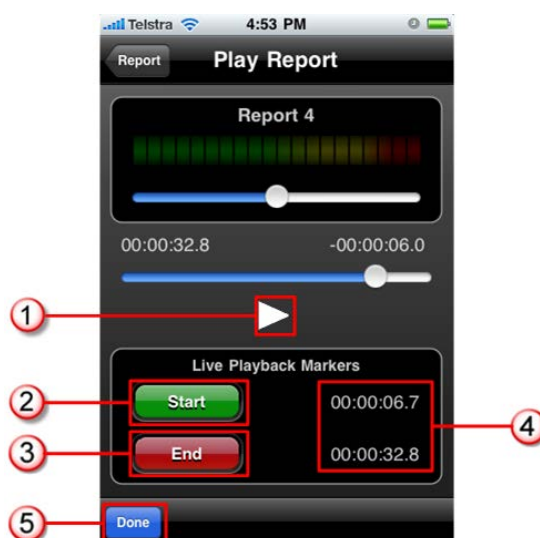 Telstra 4:53 PM
Report Play Report
Report 4
00:00:32.8 -00:00:06.0
1
Live Playback Markers
2 Start 00:00:06.7
4
3 End 00:00:32.8
5 Done